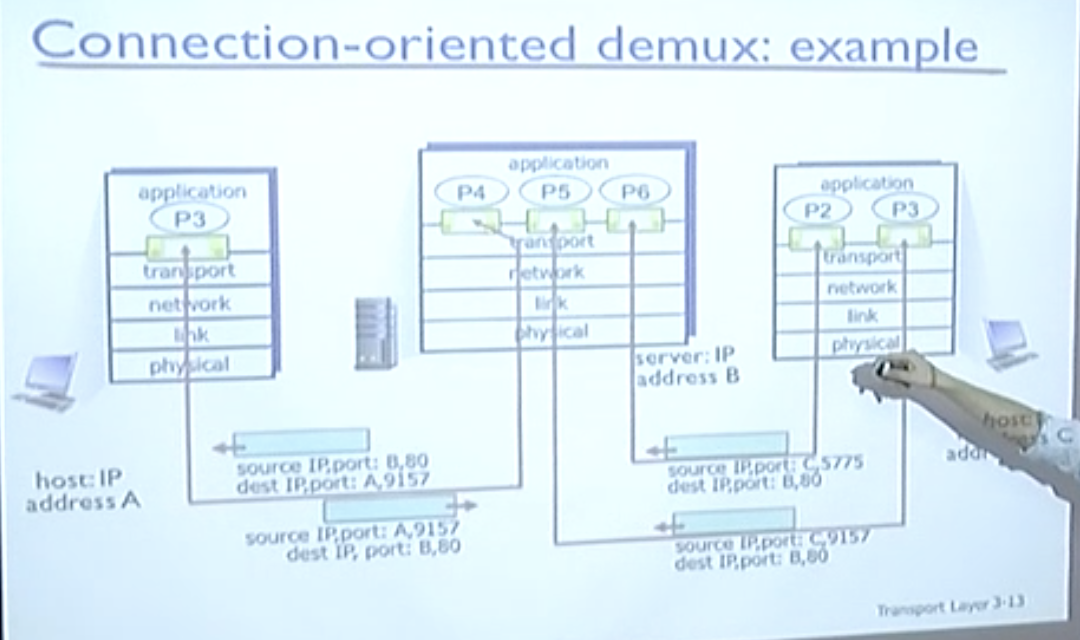 Connection-oriented demux: example
application
P3
transport
network
link
physical
host: IP
address A
application
P4 P5 P6
transport
network
link
physical
server: IP
address B
application
P2 P3
transport
network
link
physical
host:
C
source IP,port: B,80
dest IP,port: A,9157
source IP,port: A,9157
dest IP, port: B,80
source IP,port: C,5775
dest IP,port: B,80
source IP,port: C,9157
dest IP,port: B,80
Transport Layer 3-13